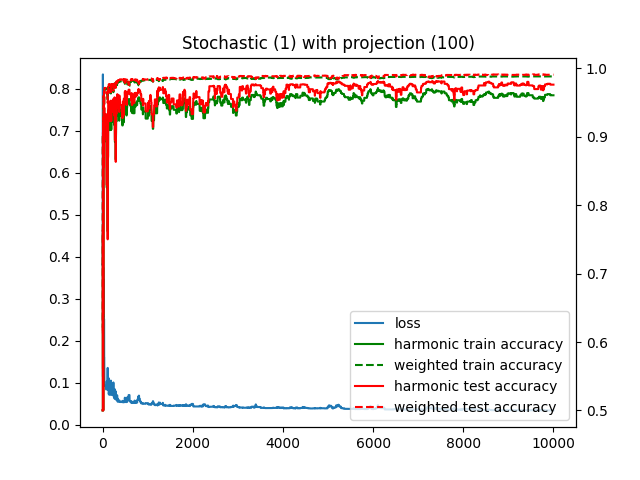 Stochastic (1) with projection (100)
0.8
0.7
0.6
0.5
0.4
0.3
0.2
0.1
0.0
1.0
0.9
0.8
0.7
0.6
0.5
loss
harmonic train accuracy
weighted train accuracy
harmonic test accuracy
weighted test accuracy
0 2000 4000 6000 8000 10000